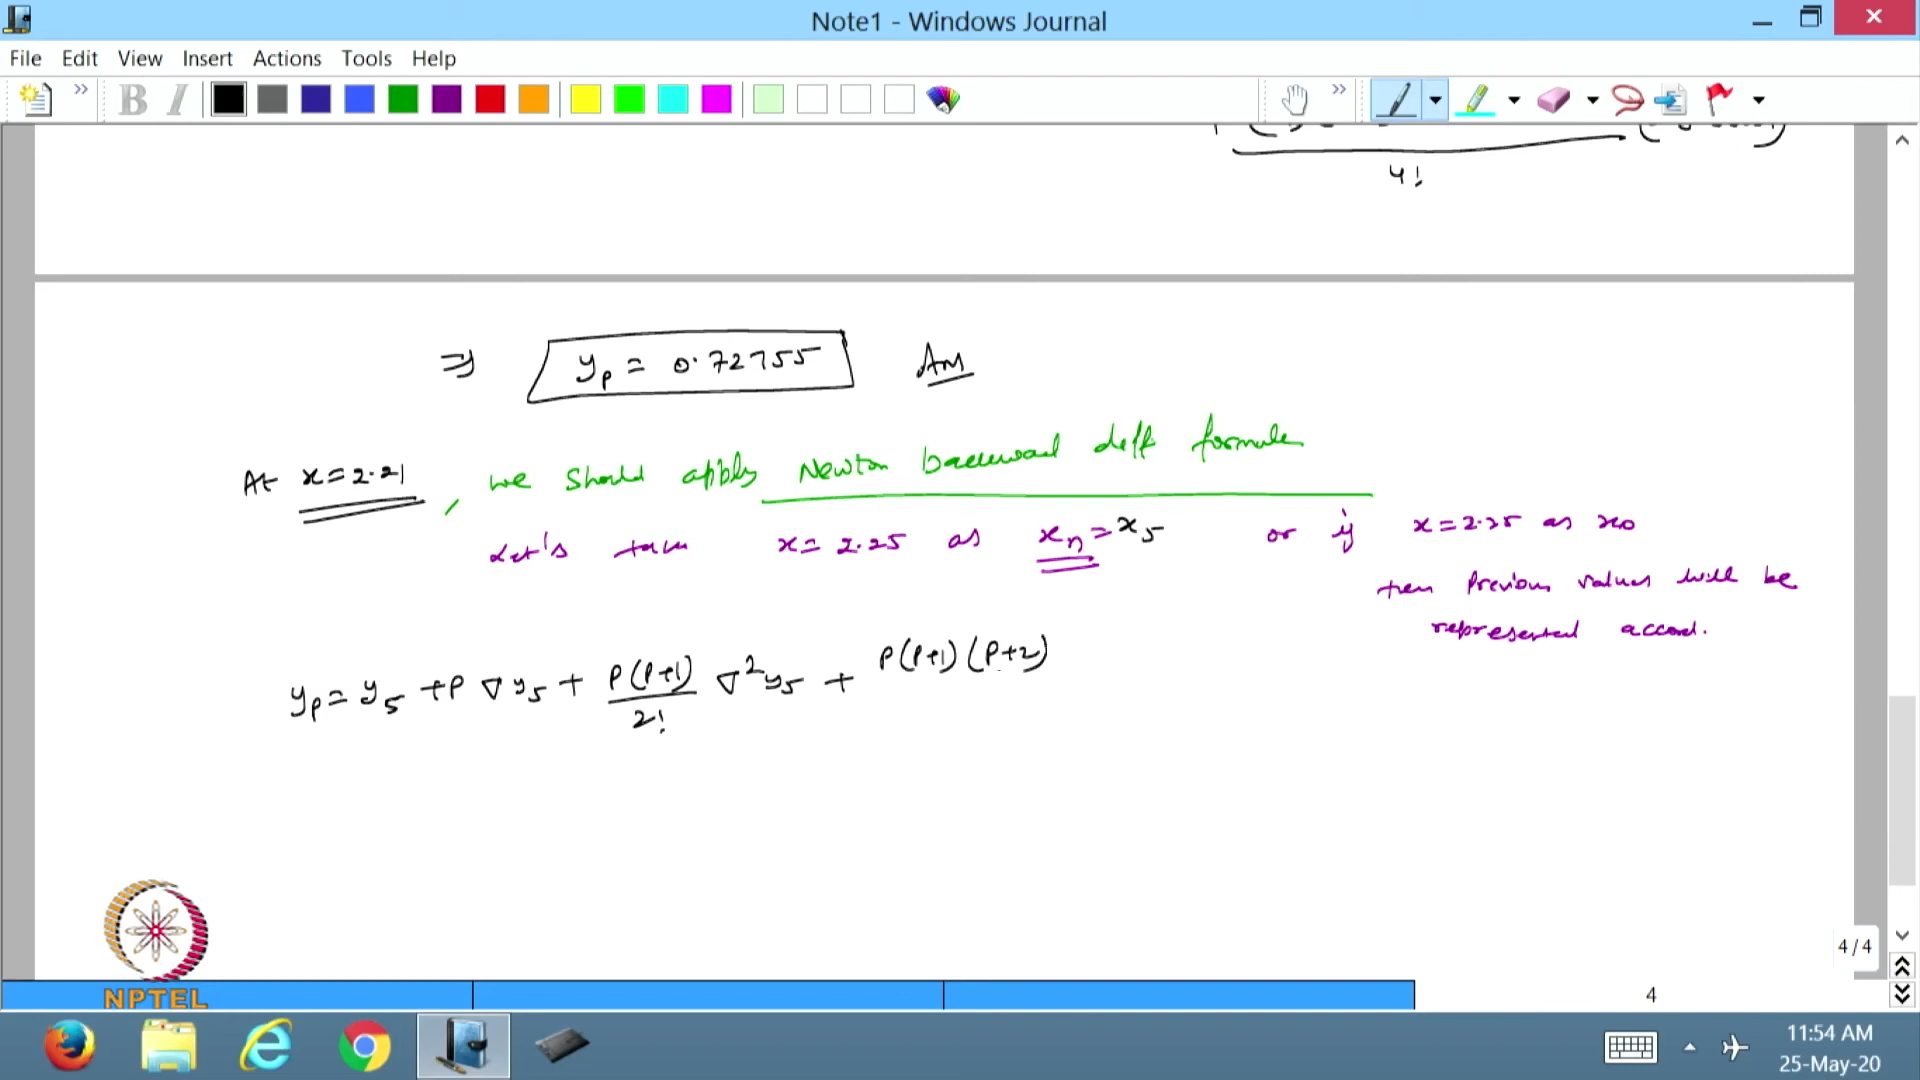 Note1 - Windows Journal
File Edit View Insert Actions Tools Help
4!
⇒ yₚ = 0.72755 Ans
At x=2.21, we should apply Newton backward diff formula
Let's take x= 2.25 as xₙ=x₅ or if x=2.25 as x₀
then Previous values will be
represented accord.
yₚ= y₅ +P ∇y₅ + P(P+1)/2! ∇²y₅ + P(P+1)(P+2)
NPTEL
4/4
4
11:54 AM
25-May-20